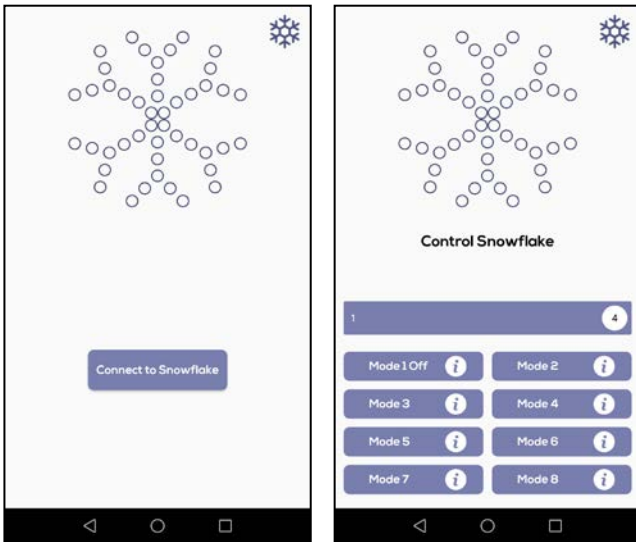 Connect to Snowflake
Control Snowflake
1 4
Mode 1 Off i Mode 2 i
Mode 3 i Mode 4 i
Mode 5 i Mode 6 i
Mode 7 i Mode 8 i